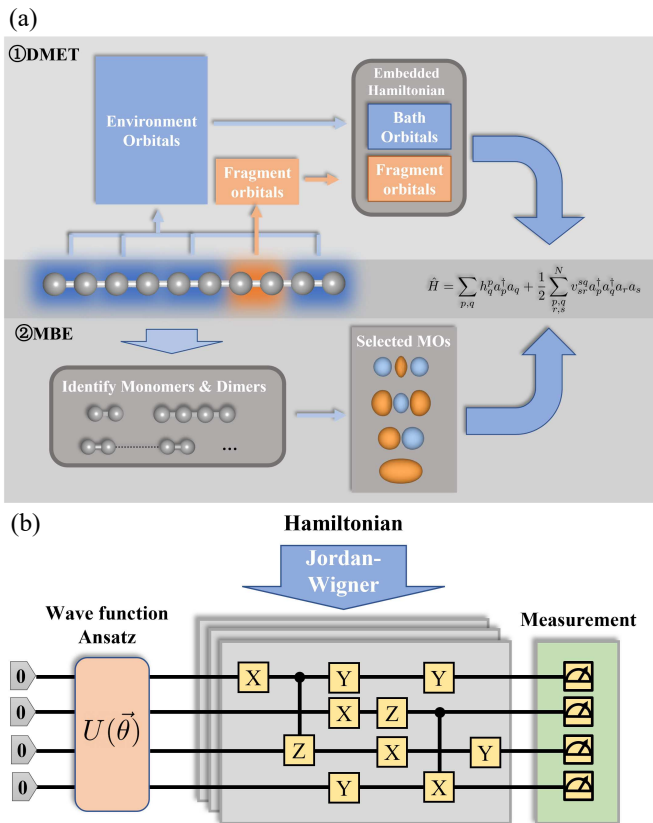 (a)
①DMET
Environment
Orbitals
Fragment
orbitals
Embedded
Hamiltonian
Bath
Orbitals
Fragment
orbitals
Ĥ = ∑_{p,q} h^p_q a†_p a_q + 1/2 ∑^N_{p,q r,s} v^{sq}_{sr} a†_p a†_q a_r a_s
②MBE
Identify Monomers & Dimers
...
Selected MOs
(b)
Hamiltonian
Jordan-
Wigner
Wave function
Ansatz
Measurement
0
0
0
0
U(θ⃗)
X Y Y
X Z
Z X Y
Y X